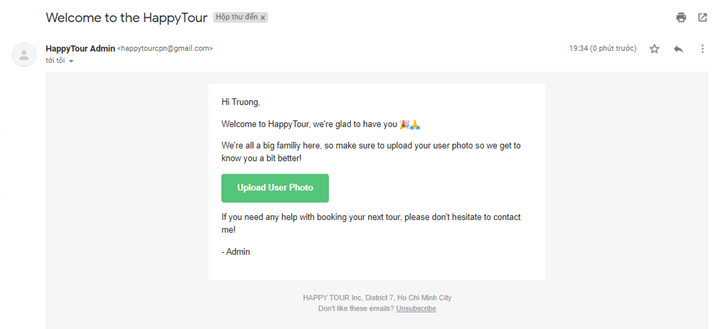 Welcome to the HappyTour Hộp thư đến x
HappyTour Admin <happytourcpn@gmail.com> 19:34 (0 phút trước)
tới tôi
Hi Truong,
Welcome to HappyTour, we're glad to have you 🎉🙏
We're all a big familiy here, so make sure to upload your user photo so we get to
know you a bit better!
Upload User Photo
If you need any help with booking your next tour, please don't hesitate to contact
me!
- Admin
HAPPY TOUR Inc, District 7, Ho Chi Minh City
Don't like these emails? Unsubscribe